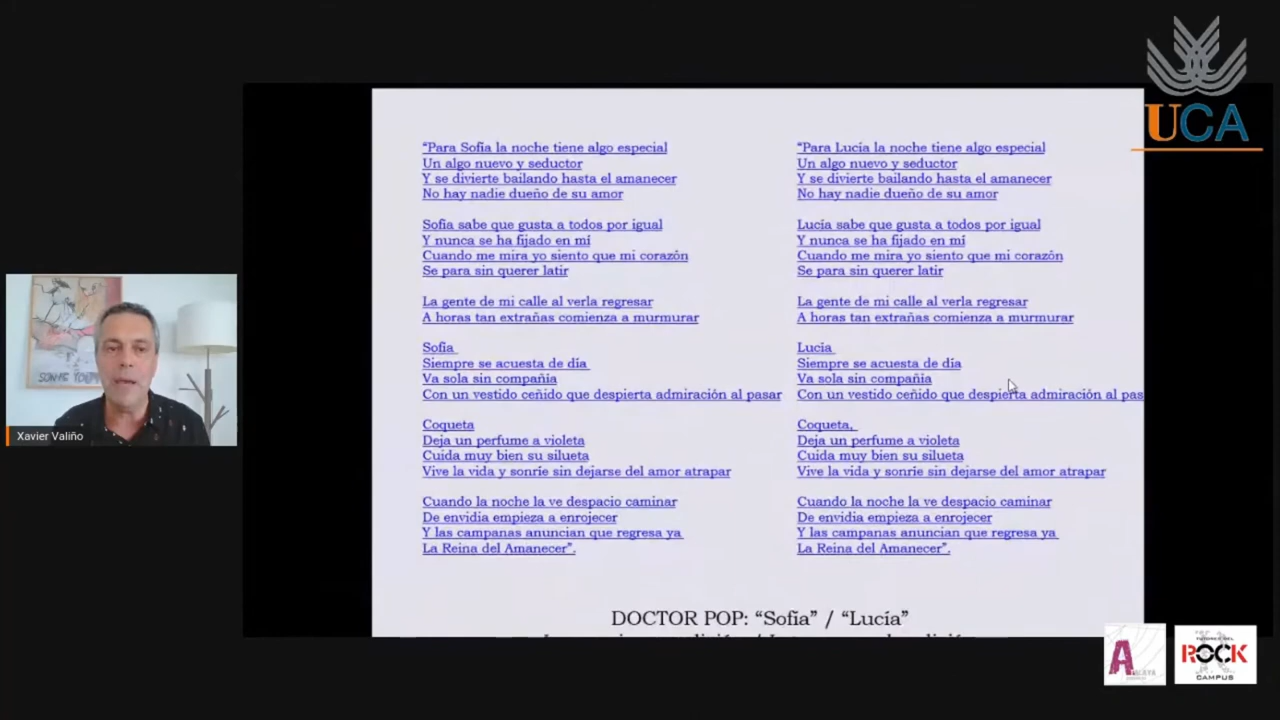 UCA
“Para Sofía la noche tiene algo especial
Un algo nuevo y seductor
Y se divierte bailando hasta el amanecer
No hay nadie dueño de su amor
Sofía sabe que gusta a todos por igual
Y nunca se ha fijado en mí
Cuando me mira yo siento que mi corazón
Se para sin querer latir
La gente de mi calle al verla regresar
A horas tan extrañas comienza a murmurar
Sofía
Siempre se acuesta de día
Va sola sin compañía
Con un vestido ceñido que despierta admiración al pasar
Coqueta
Deja un perfume a violeta
Cuida muy bien su silueta
Vive la vida y sonríe sin dejarse del amor atrapar
Cuando la noche la ve despacio caminar
De envidia empieza a enrojecer
Y las campanas anuncian que regresa ya
La Reina del Amanecer”.
“Para Lucía la noche tiene algo especial
Un algo nuevo y seductor
Y se divierte bailando hasta el amanecer
No hay nadie dueño de su amor
Lucía sabe que gusta a todos por igual
Y nunca se ha fijado en mí
Cuando me mira yo siento que mi corazón
Se para sin querer latir
La gente de mi calle al verla regresar
A horas tan extrañas comienza a murmurar
Lucía
Siempre se acuesta de día
Va sola sin compañía
Con un vestido ceñido que despierta admiración al pas
Coqueta,
Deja un perfume a violeta
Cuida muy bien su silueta
Vive la vida y sonríe sin dejarse del amor atrapar
Cuando la noche la ve despacio caminar
De envidia empieza a enrojecer
Y las campanas anuncian que regresa ya
La Reina del Amanecer”.
DOCTOR POP: “Sofía” / “Lucía”
Xavier Valiño
ROCK
CAMPUS